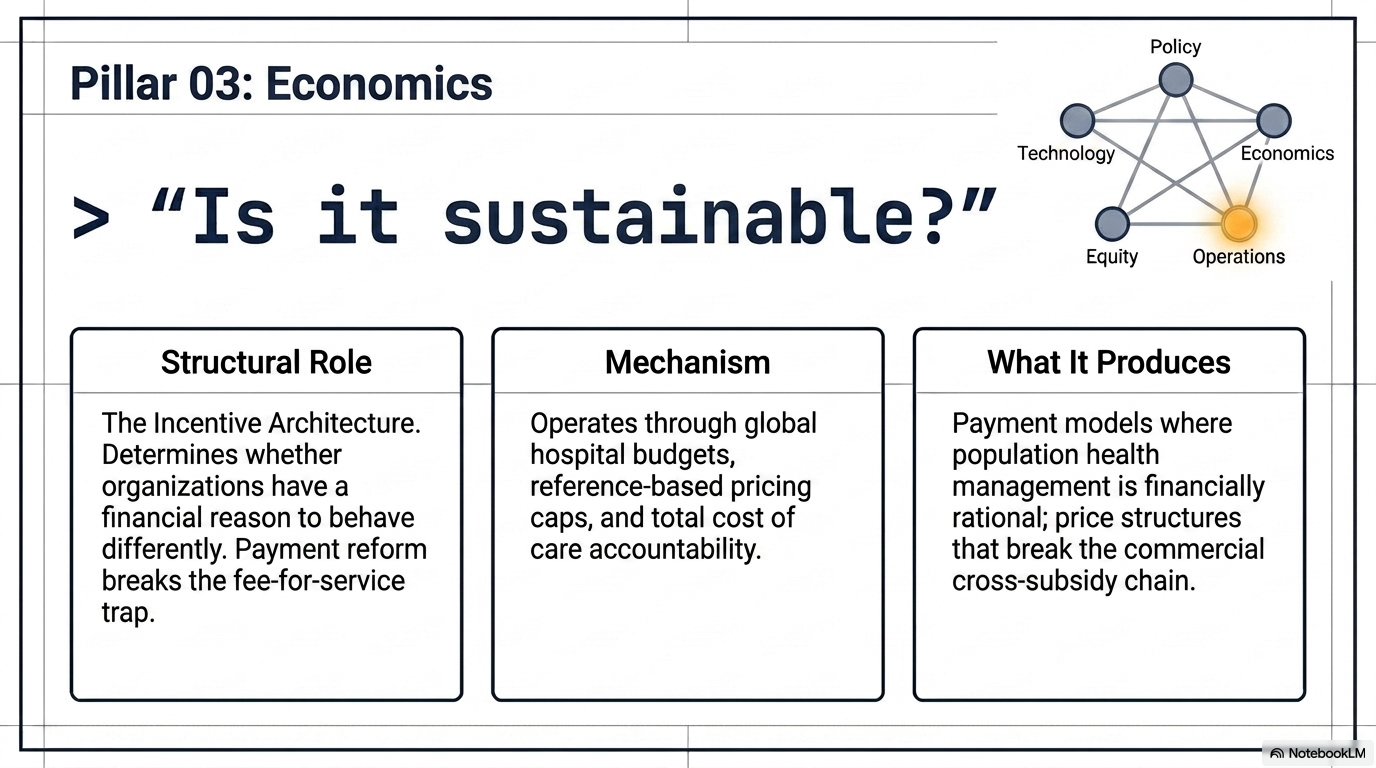 Pillar 03: Economics
> “Is it sustainable?”
Policy
Technology
Economics
Equity
Operations
Structural Role
The Incentive Architecture.
Determines whether
organizations have a
financial reason to behave
differently. Payment reform
breaks the fee-for-service
trap.
Mechanism
Operates through global
hospital budgets,
reference-based pricing
caps, and total cost of
care accountability.
What It Produces
Payment models where
population health
management is financially
rational; price structures
that break the commercial
cross-subsidy chain.
NotebookLM